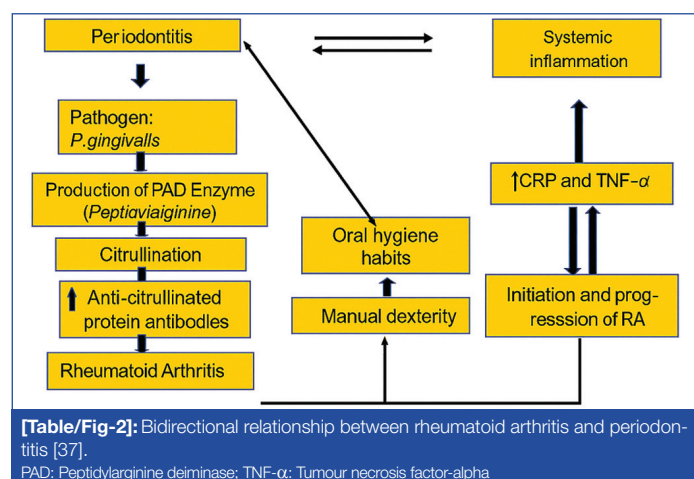 Periodontitis
Pathogen:
P.gingivalls
Production of PAD Enzyme
(Peptiaviaiginine)
Citrullination
Anti-citrullinated
protein antibodies
Rheumatoid Arthritis
Oral hygiene
habits
Manual dexterity
Systemic
inflammation
↑CRP and TNF-α
Initiation and prog-
resssion of RA
[Table/Fig-2]: Bidirectional relationship between rheumatoid arthritis and periodon-
titis [37].
PAD: Peptidylarginine deiminase; TNF-α: Tumour necrosis factor-alpha